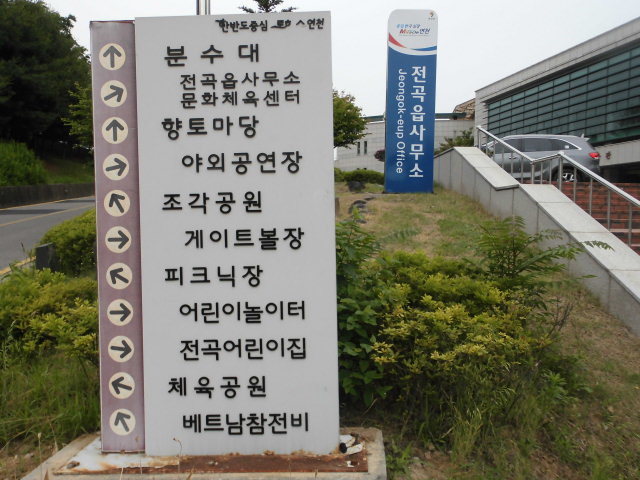 한반도중심 연천
분수대
전곡읍사무소
문화체육센터
향토마당
야외공연장
조각공원
게이트볼장
피크닉장
어린이놀이터
전곡어린이집
체육공원
베트남참전비
연천
전곡읍사무소
Jeongok-eup Office